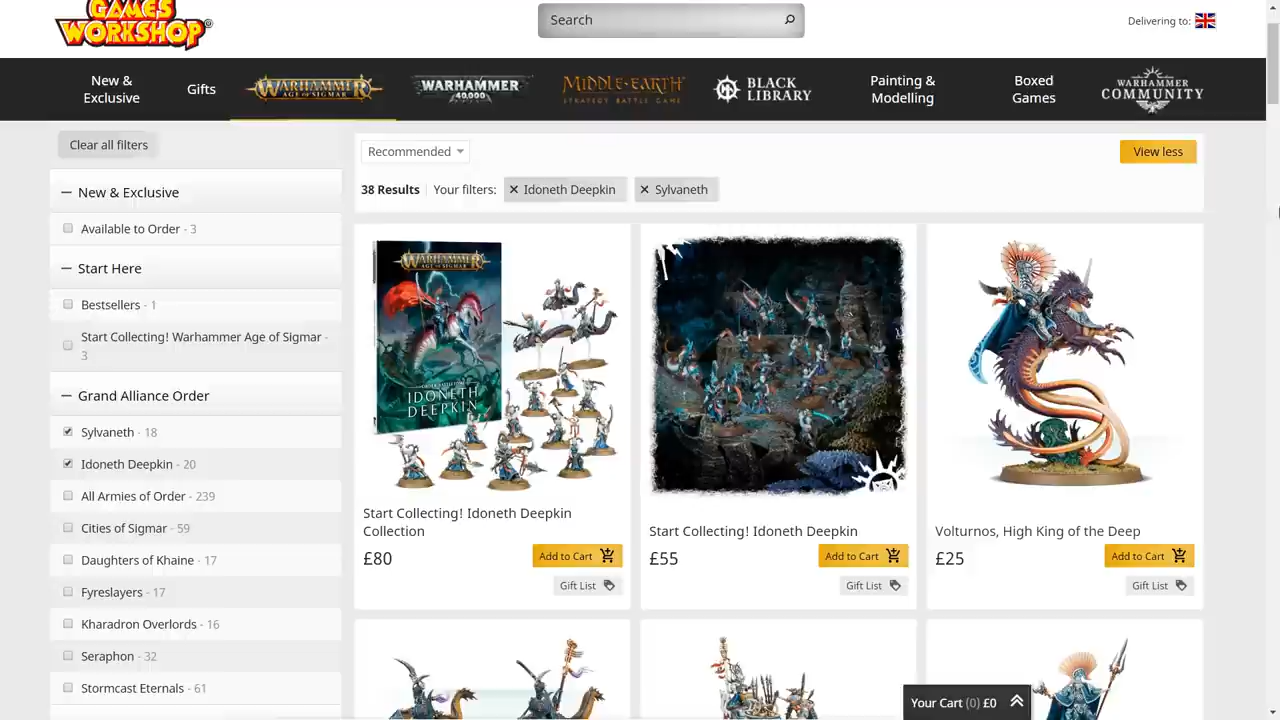 GAMES
WORKSHOP®
Search
Delivering to:
New &
Exclusive
Gifts
WARHAMMER
AGE OF SIGMAR
WARHAMMER
40,000
MIDDLE-EARTH
STRATEGY BATTLE GAME
BLACK
LIBRARY
Painting &
Modelling
Boxed
Games
WARHAMMER
COMMUNITY
Clear all filters
— New & Exclusive
Available to Order - 3
— Start Here
Bestsellers - 1
Start Collecting! Warhammer Age of Sigmar -
3
— Grand Alliance Order
Sylvaneth - 18
Idoneth Deepkin - 20
All Armies of Order - 239
Cities of Sigmar - 59
Daughters of Khaine - 17
Fyreslayers - 17
Kharadron Overlords - 16
Seraphon - 32
Stormcast Eternals - 61
Recommended
View less
38 Results
Your filters:
✕ Idoneth Deepkin
✕ Sylvaneth
WARHAMMER
AGE OF SIGMAR
IDONETH
DEEPKIN
Start Collecting! Idoneth Deepkin
Collection
£80
Add to Cart
Gift List
Start Collecting! Idoneth Deepkin
£55
Add to Cart
Gift List
Volturnos, High King of the Deep
£25
Add to Cart
Gift List
Your Cart (0) £0